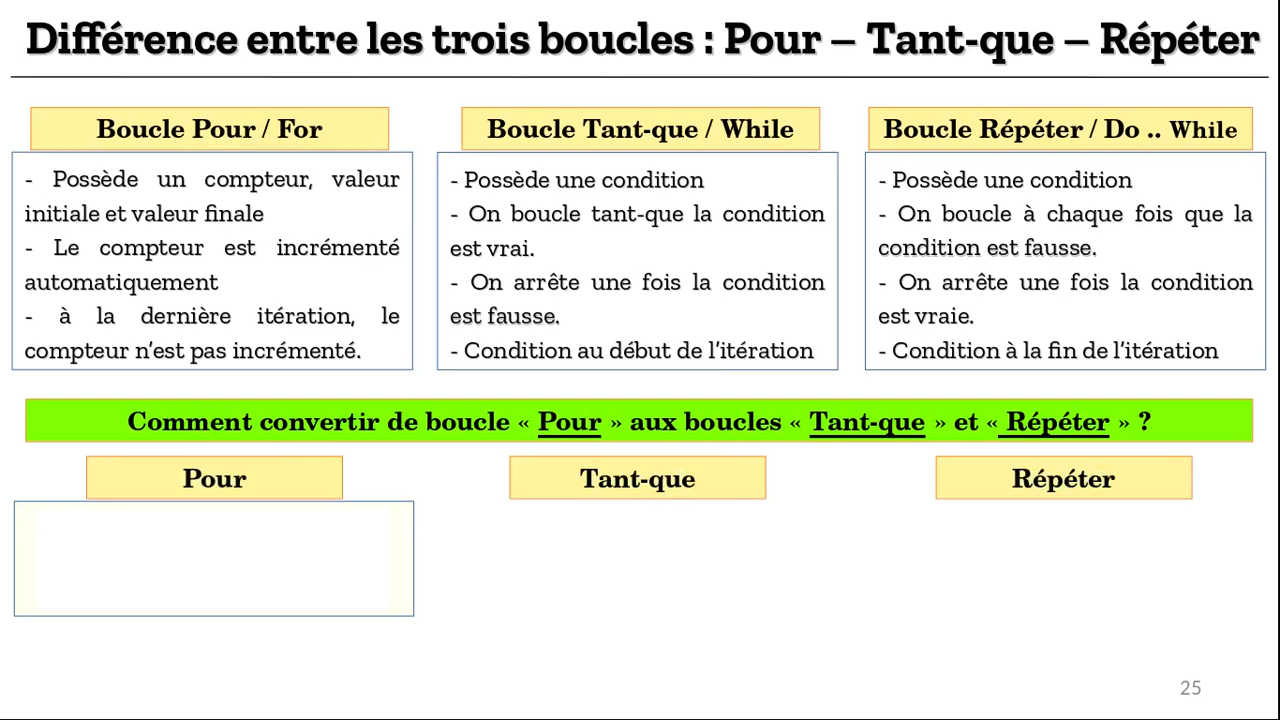 Différence entre les trois boucles : Pour – Tant-que – Répéter
Boucle Pour / For
- Possède un compteur, valeur
initiale et valeur finale
- Le compteur est incrémenté
automatiquement
- à la dernière itération, le
compteur n’est pas incrémenté.
Boucle Tant-que / While
- Possède une condition
- On boucle tant-que la condition
est vrai.
- On arrête une fois la condition
est fausse.
- Condition au début de l’itération
Boucle Répéter / Do .. While
- Possède une condition
- On boucle à chaque fois que la
condition est fausse.
- On arrête une fois la condition
est vraie.
- Condition à la fin de l’itération
Comment convertir de boucle « Pour » aux boucles « Tant-que » et « Répéter » ?
Pour
Tant-que
Répéter
25